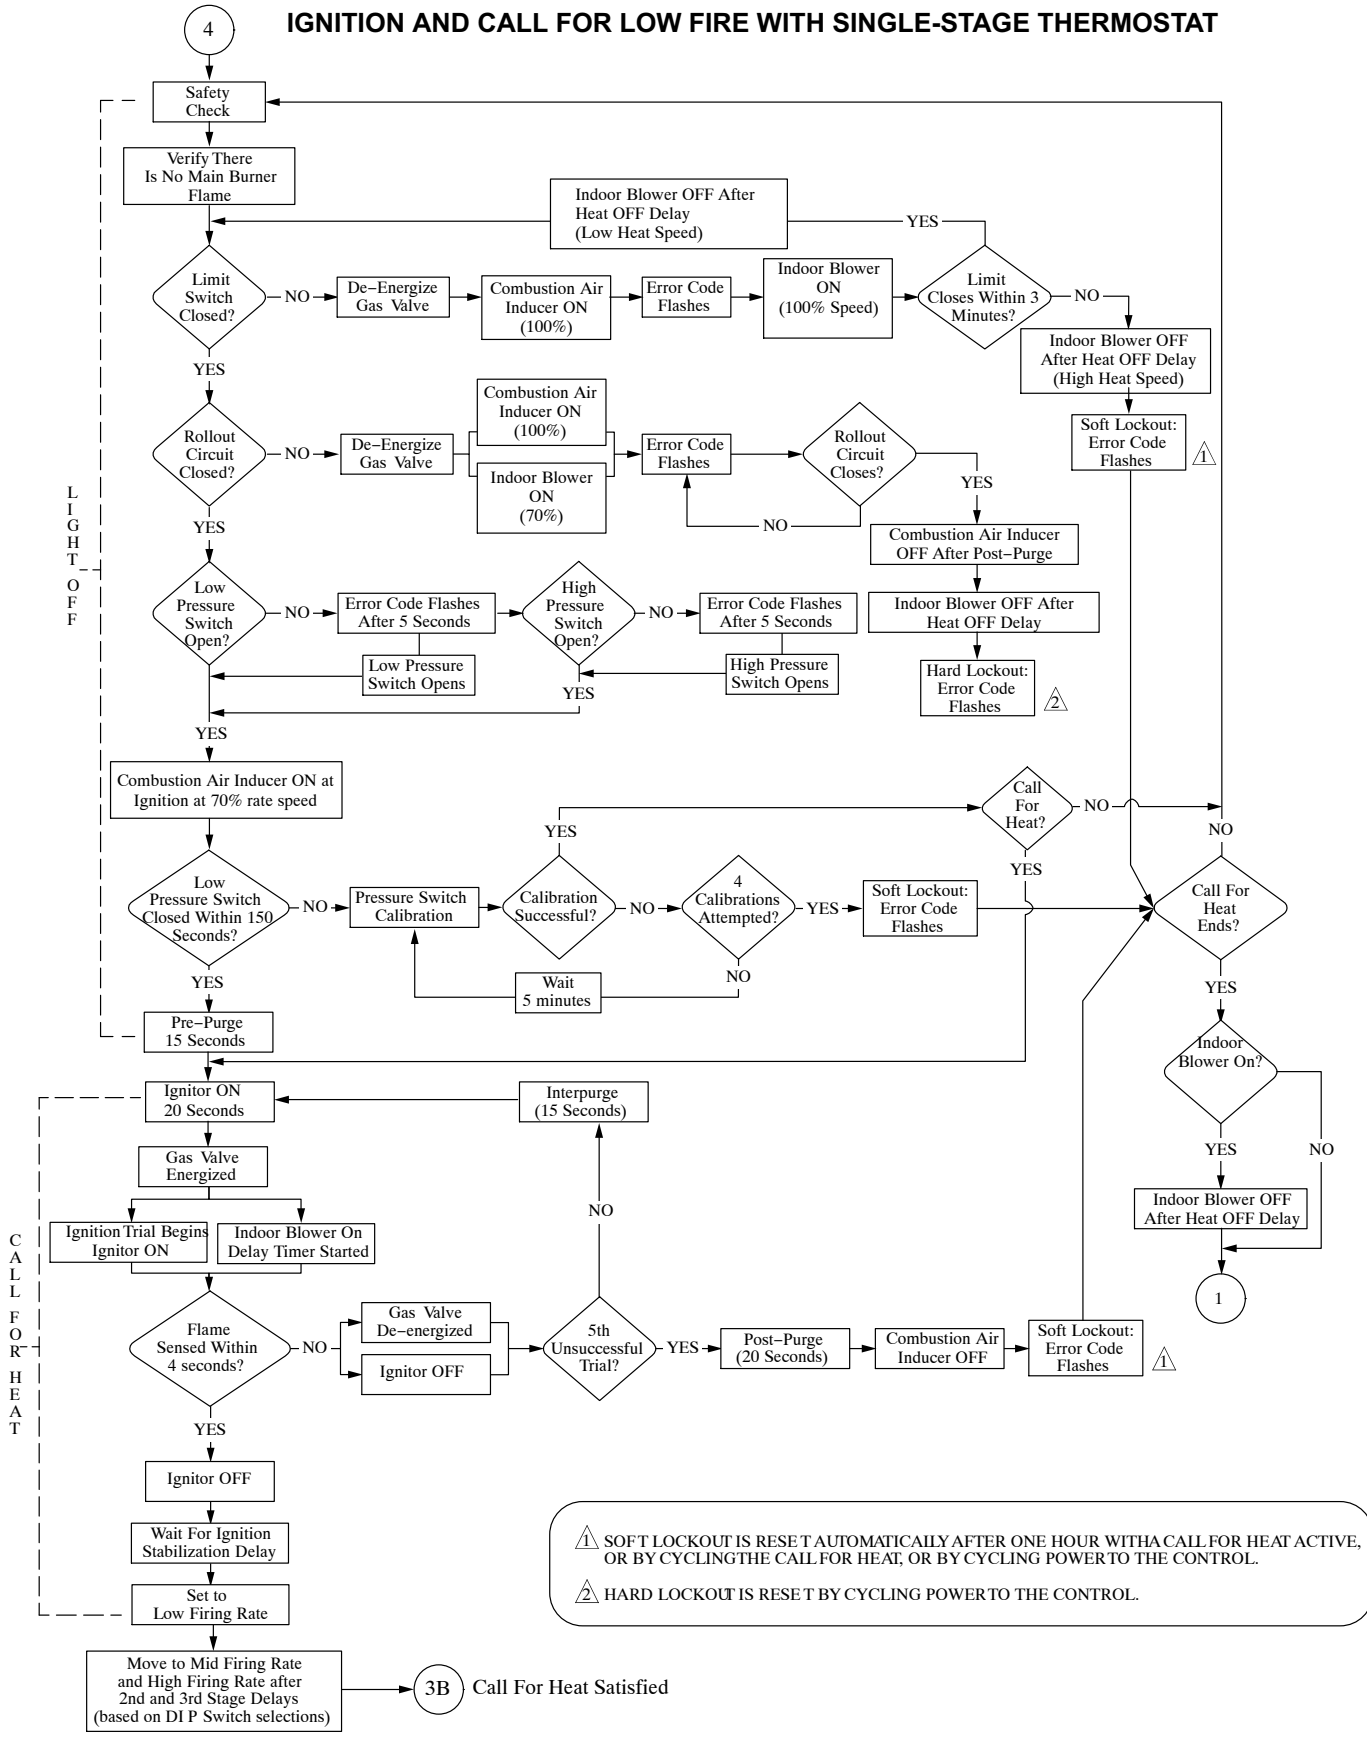 IGNITION AND CALL FOR LOW FIRE WITH SINGLE-STAGE THERMOSTAT
4
Safety
Check
Verify There
Is No Main Burner
Flame
Indoor Blower OFF After
Heat OFF Delay
(Low Heat Speed)
YES
Limit
Switch
Closed?
NO
De-Energize
Gas Valve
Combustion Air
Inducer ON
(100%)
Error Code
Flashes
Indoor Blower
ON
(100% Speed)
Limit
Closes Within 3
Minutes?
NO
Indoor Blower OFF
After Heat OFF Delay
(High Heat Speed)
Soft Lockout:
Error Code
Flashes
1
YES
Rollout
Circuit
Closed?
NO
De-Energize
Gas Valve
Combustion Air
Inducer ON
(100%)
Indoor Blower
ON
(70%)
Error Code
Flashes
Rollout
Circuit
Closes?
NO
YES
Combustion Air Inducer
OFF After Post-Purge
Indoor Blower OFF After
Heat OFF Delay
Hard Lockout:
Error Code
Flashes
2
LIGHT OFF
YES
Low
Pressure
Switch
Open?
NO
Error Code Flashes
After 5 Seconds
Low Pressure
Switch Opens
High
Pressure
Switch
Open?
NO
Error Code Flashes
After 5 Seconds
High Pressure
Switch Opens
YES
YES
Combustion Air Inducer ON at
Ignition at 70% rate speed
Low
Pressure Switch
Closed Within 150
Seconds?
NO
Pressure Switch
Calibration
Calibration
Successful?
YES
Call
For
Heat?
NO
YES
NO
4
Calibrations
Attempted?
YES
Soft Lockout:
Error Code
Flashes
NO
Wait
5 minutes
NO
Call For
Heat
Ends?
YES
Indoor
Blower On?
YES
NO
Indoor Blower OFF
After Heat OFF Delay
1
YES
Pre-Purge
15 Seconds
Ignitor ON
20 Seconds
Interpurge
(15 Seconds)
Gas Valve
Energized
Ignition Trial Begins
Ignitor ON
Indoor Blower On
Delay Timer Started
CALL FOR HEAT
Flame
Sensed Within
4 seconds?
NO
Gas Valve
De-energized
Ignitor OFF
5th
Unsuccessful
Trial?
NO
YES
Post-Purge
(20 Seconds)
Combustion Air
Inducer OFF
Soft Lockout:
Error Code
Flashes
1
YES
Ignitor OFF
Wait For Ignition
Stabilization Delay
Set to
Low Firing Rate
Move to Mid Firing Rate
and High Firing Rate after
2nd and 3rd Stage Delays
(based on DI P Switch selections)
3B
Call For Heat Satisfied
1 SOFT LOCKOUT IS RESET AUTOMATICALLY AFTER ONE HOUR WITH A CALL FOR HEAT ACTIVE,
OR BY CYCLING THE CALL FOR HEAT, OR BY CYCLING POWER TO THE CONTROL.
2 HARD LOCKOUT IS RESET BY CYCLING POWER TO THE CONTROL.